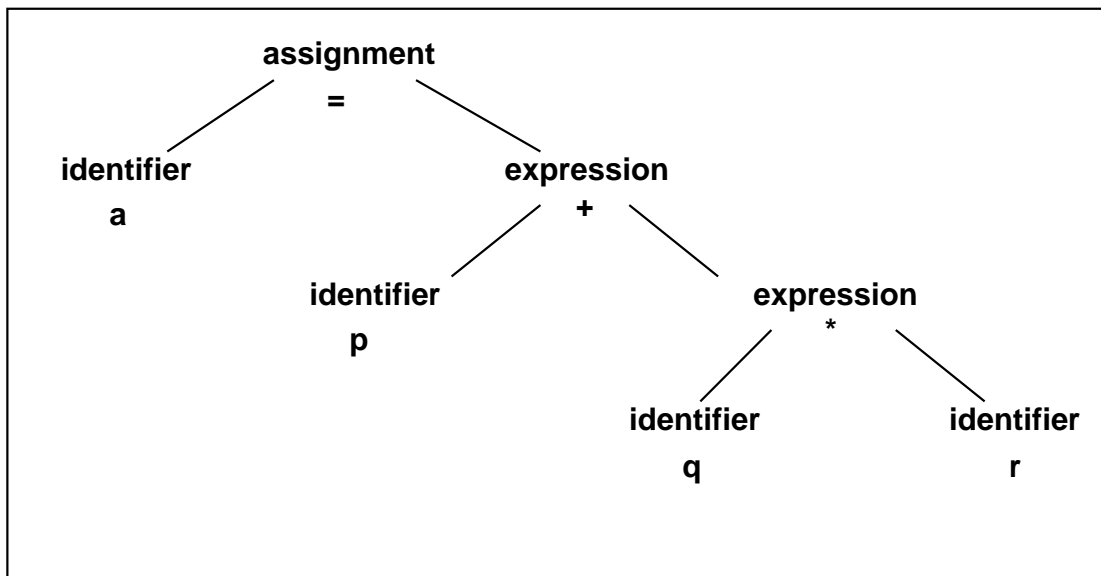 assignment
=
identifier expression
a +
identifier expression
p *
identifier identifier
q r